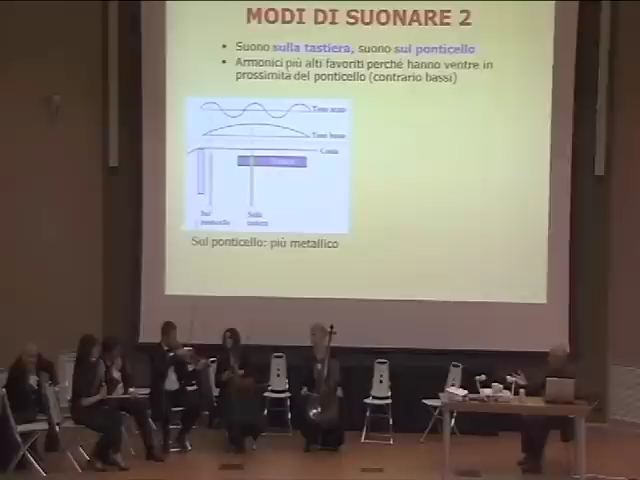 MODI DI SUONARE 2
• Suono sulla tastiera, suono sul ponticello
• Armonici più alti favoriti perché hanno ventre in
prossimità del ponticello (contrario bassi)
Tono acuto
Tono basso
Corda
Tastiera
Sul
ponticello
Sulla
tastiera
Sul ponticello: più metallico